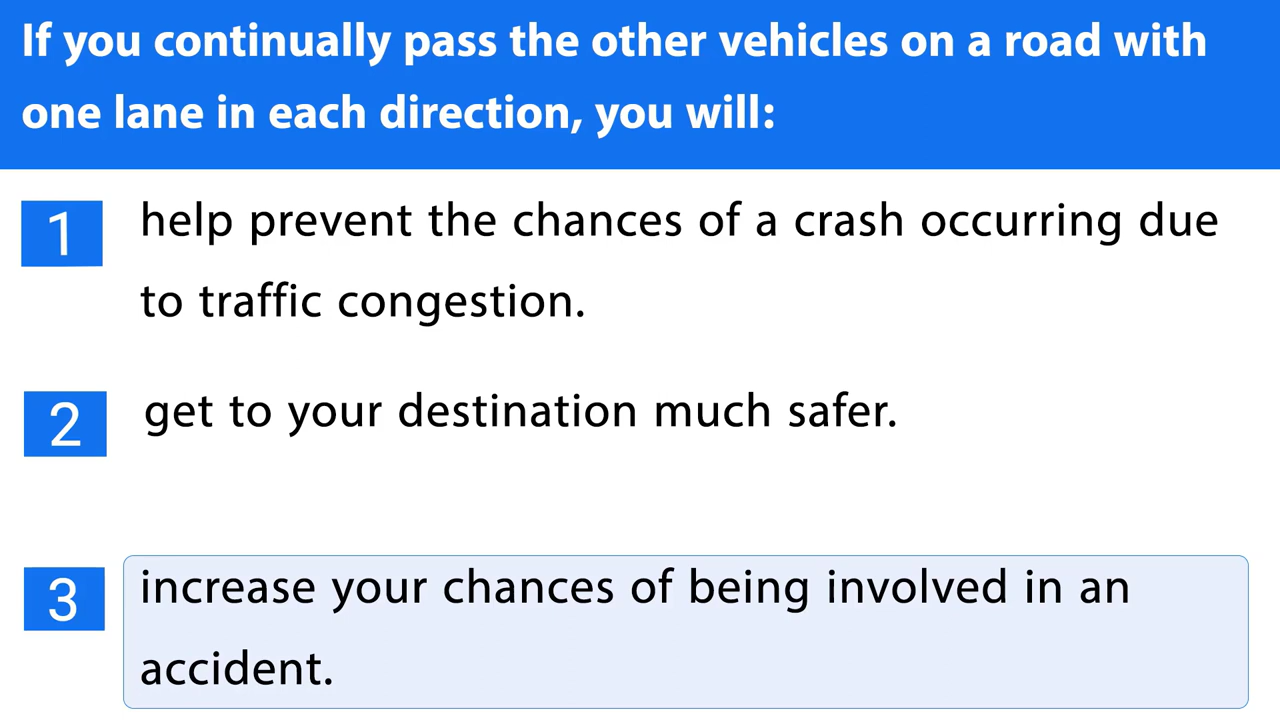 If you continually pass the other vehicles on a road with
one lane in each direction, you will:
1 help prevent the chances of a crash occurring due
to traffic congestion.
2 get to your destination much safer.
3 increase your chances of being involved in an
accident.